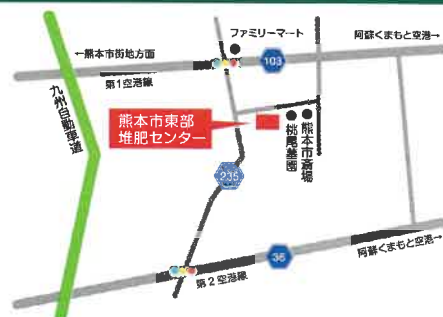 ファミリーマート
←熊本市街地方面
阿蘇くまもと空港→
103
第1空港線
九州自動車道
熊本市東部
堆肥センター
桃尾墓園
熊本市斎場
235
36
阿蘇くまもと空港→
第2空港線